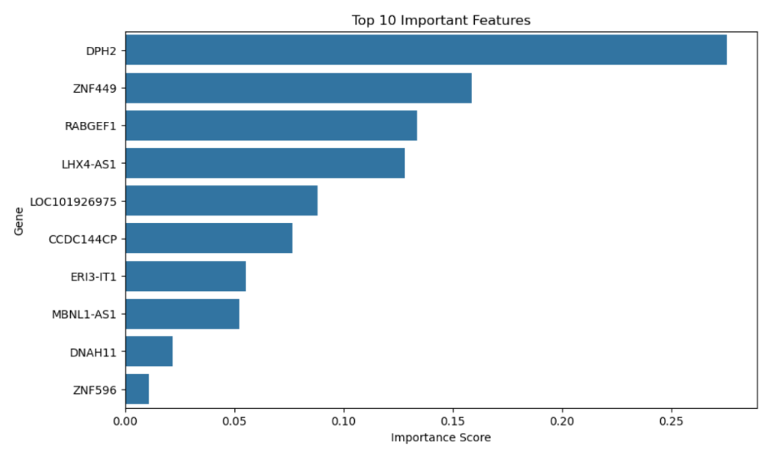 Top 10 Important Features
DPH2
ZNF449
RABGEF1
LHX4-AS1
LOC101926975
CCDC144CP
ERI3-IT1
MBNL1-AS1
DNAH11
ZNF596
Gene
0.00 0.05 0.10 0.15 0.20 0.25
Importance Score